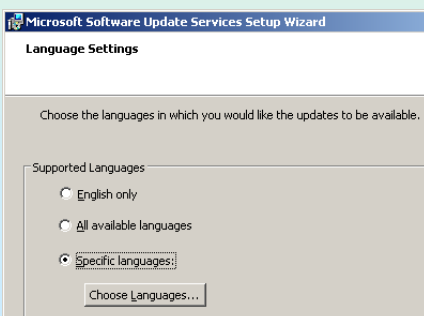 Microsoft Software Update Services Setup Wizard
Language Settings
Choose the languages in which you would like the updates to be available.
Supported Languages
English only
All available languages
Specific languages:
Choose Languages...